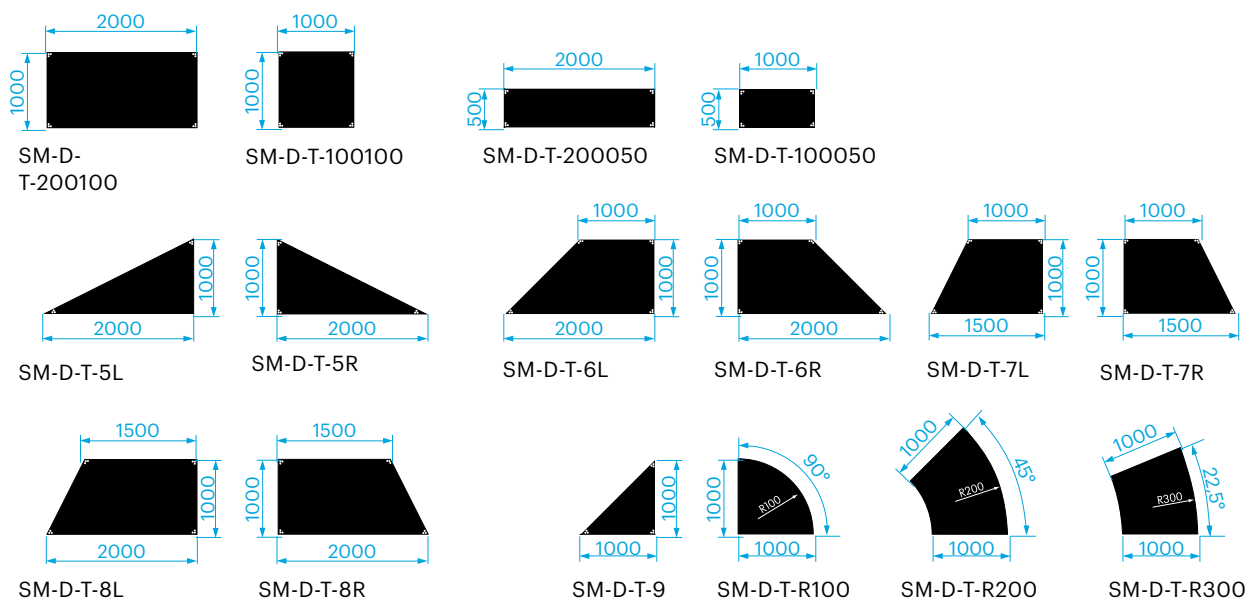 2000
1000
2000
1000
1000
1000
500
500
SM-D-
T-200100
SM-D-T-100100
SM-D-T-200050
SM-D-T-100050
1000
1000
1000
1000
1000
1000
1000
1000
1000
1000
2000
2000
2000
2000
1500
1500
SM-D-T-5L
SM-D-T-5R
SM-D-T-6L
SM-D-T-6R
SM-D-T-7L
SM-D-T-7R
1500
1500
1000
1000
1000
1000
1000
90°
R100
1000
45°
R200
1000
22,5°
R300
2000
2000
1000
1000
1000
1000
SM-D-T-8L
SM-D-T-8R
SM-D-T-9
SM-D-T-R100
SM-D-T-R200
SM-D-T-R300